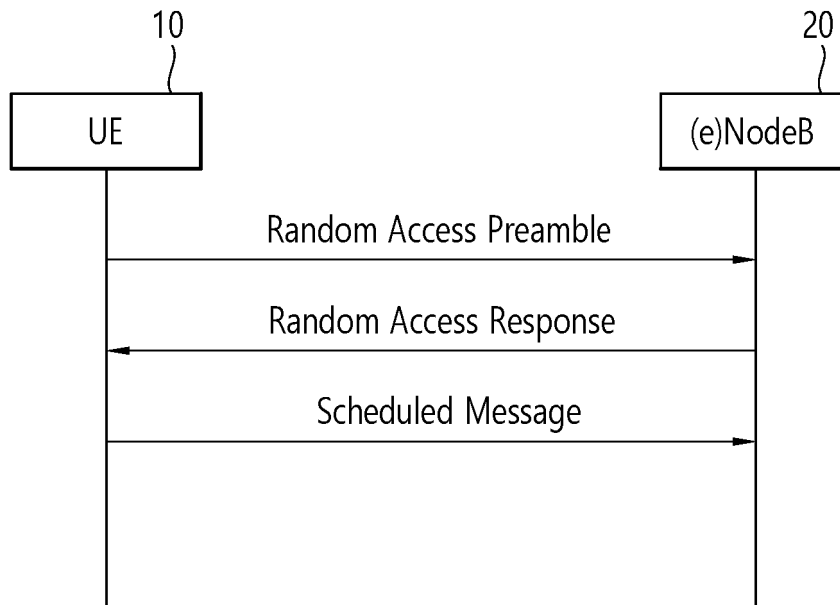 10
20
UE
(e)NodeB
Random Access Preamble
Random Access Response
Scheduled Message